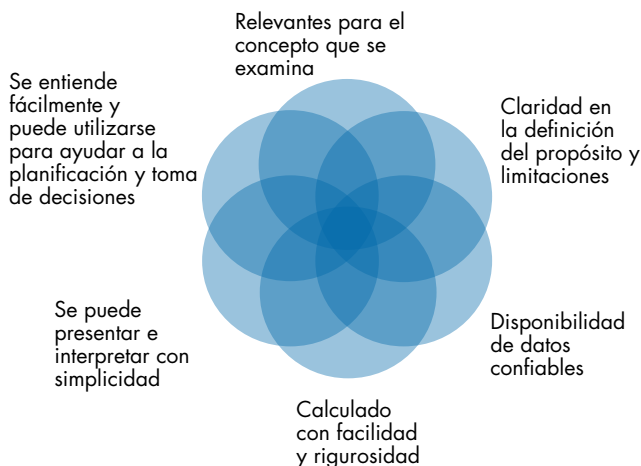 Relevantes para el
concepto que se
examina
Claridad en
la definición
del propósito y
limitaciones
Disponibilidad
de datos
confiables
Calculado
con facilidad
y rigurosidad
Se puede
presentar e
interpretar con
simplicidad
Se entiende
fácilmente y
puede utilizarse
para ayudar a la
planificación y toma
de decisiones